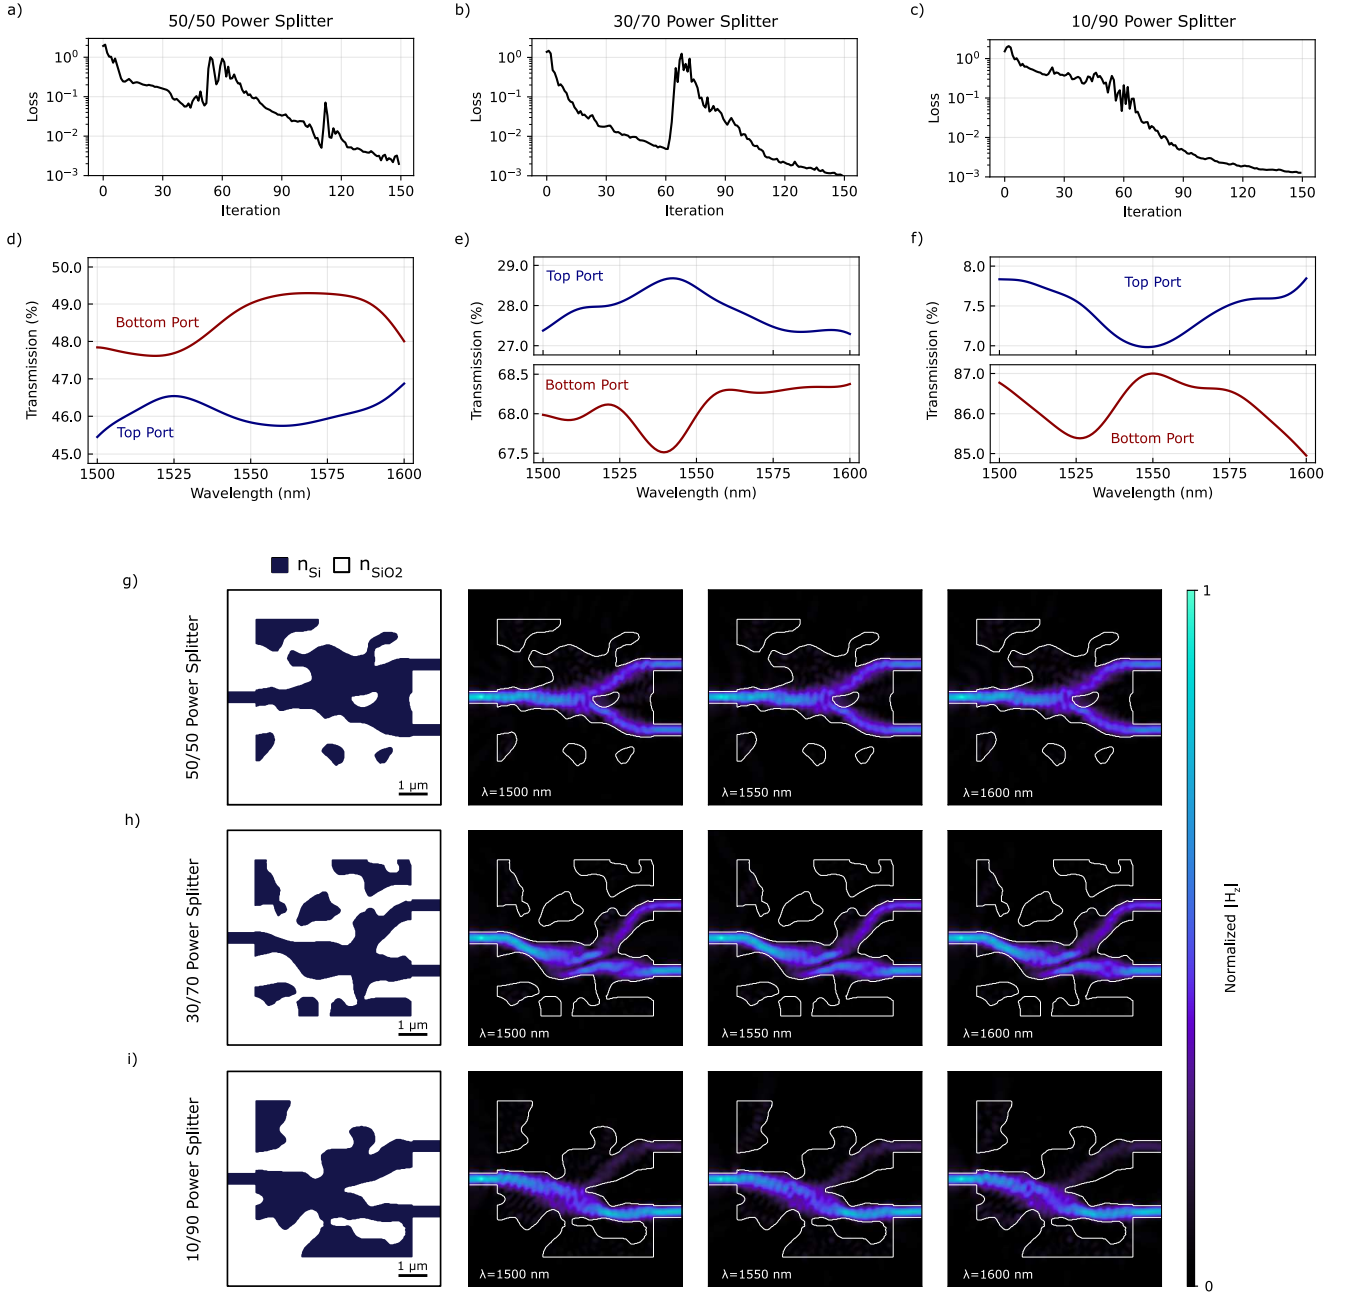 a)
50/50 Power Splitter
b)
30/70 Power Splitter
c)
10/90 Power Splitter
10⁰
10⁻¹
10⁻²
10⁻³
Loss
0 30 60 90 120 150
Iteration
10⁰
10⁻¹
10⁻²
10⁻³
Loss
0 30 60 90 120 150
Iteration
10⁰
10⁻¹
10⁻²
10⁻³
Loss
0 30 60 90 120 150
Iteration
d)
50.0
49.0
48.0
47.0
46.0
45.0
Transmission (%)
Bottom Port
Top Port
1500 1525 1550 1575 1600
Wavelength (nm)
e)
29.0
28.0
27.0
Transmission (%)
Top Port
68.5
68.0
67.5
Transmission (%)
Bottom Port
1500 1525 1550 1575 1600
Wavelength (nm)
f)
8.0
7.5
7.0
Transmission (%)
Top Port
87.0
86.0
85.0
Transmission (%)
Bottom Port
1500 1525 1550 1575 1600
Wavelength (nm)
n_Si n_SiO2
g)
50/50 Power Splitter
1 μm
λ=1500 nm
λ=1550 nm
λ=1600 nm
h)
30/70 Power Splitter
1 μm
λ=1500 nm
λ=1550 nm
λ=1600 nm
i)
10/90 Power Splitter
1 μm
λ=1500 nm
λ=1550 nm
λ=1600 nm
1
Normalized |H_z|
0